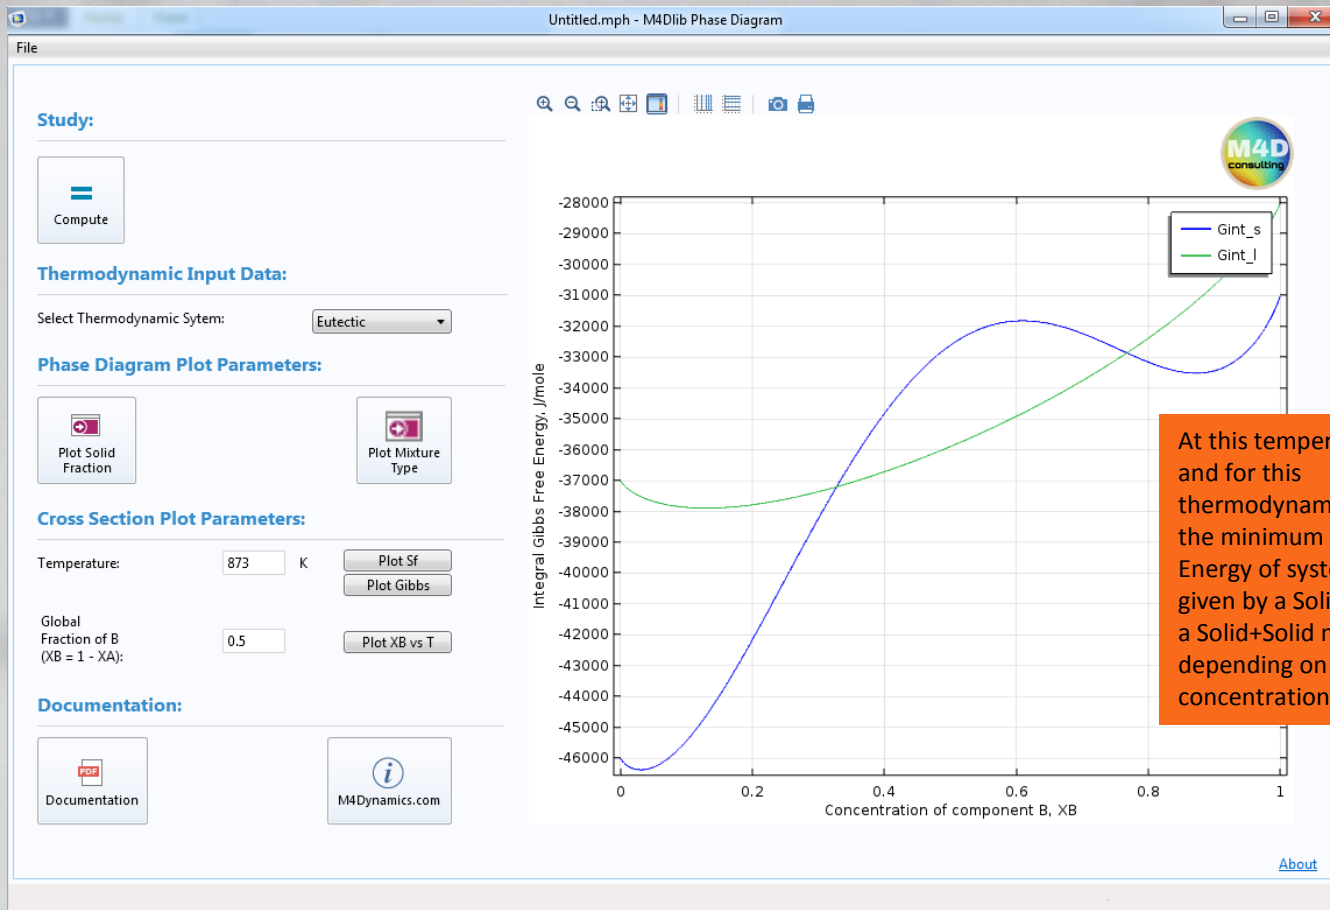 Untitled.mph - M4Dlib Phase Diagram
File
Study:
Compute
Thermodynamic Input Data:
Select Thermodynamic Sytem:
Eutectic
Phase Diagram Plot Parameters:
Plot Solid
Fraction
Plot Mixture
Type
Cross Section Plot Parameters:
Temperature:
873
K
Plot Sf
Plot Gibbs
Global
Fraction of B
(XB = 1 - XA):
0.5
Plot XB vs T
Documentation:
PDF
Documentation
i
M4Dynamics.com
M4D
consulting
-28000
-29000
-30000
-31000
-32000
-33000
-34000
-35000
-36000
-37000
-38000
-39000
-40000
-41000
-42000
-43000
-44000
-45000
-46000
Integral Gibbs Free Energy, J/mole
Gint_s
Gint_l
0
0.2
0.4
0.6
0.8
1
Concentration of component B, XB
At this temper
and for this
thermodynam
the minimum
Energy of syst
given by a Soli
a Solid+Solid
depending on
concentration
About